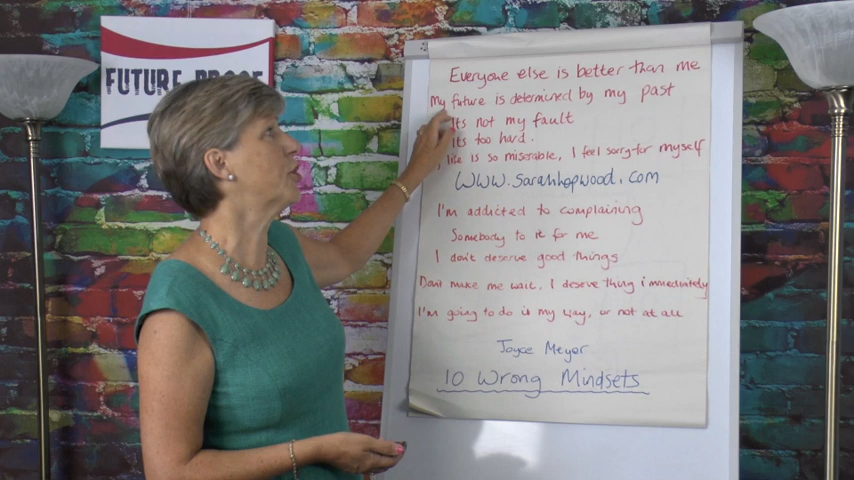 FUTURE PROOF
Everyone else is better than me
My future is determined by my past
Its not my fault
Its too hard.
life is so miserable, I feel sorry for myself
WWW.sarahhopwood.com
I'm addicted to complaining
Somebody to it for me
I don't deserve good things
Don't make me wait, I deserve thing immediately
I'm going to do it my way, or not at all
Joyce Meyer
10 Wrong Mindsets